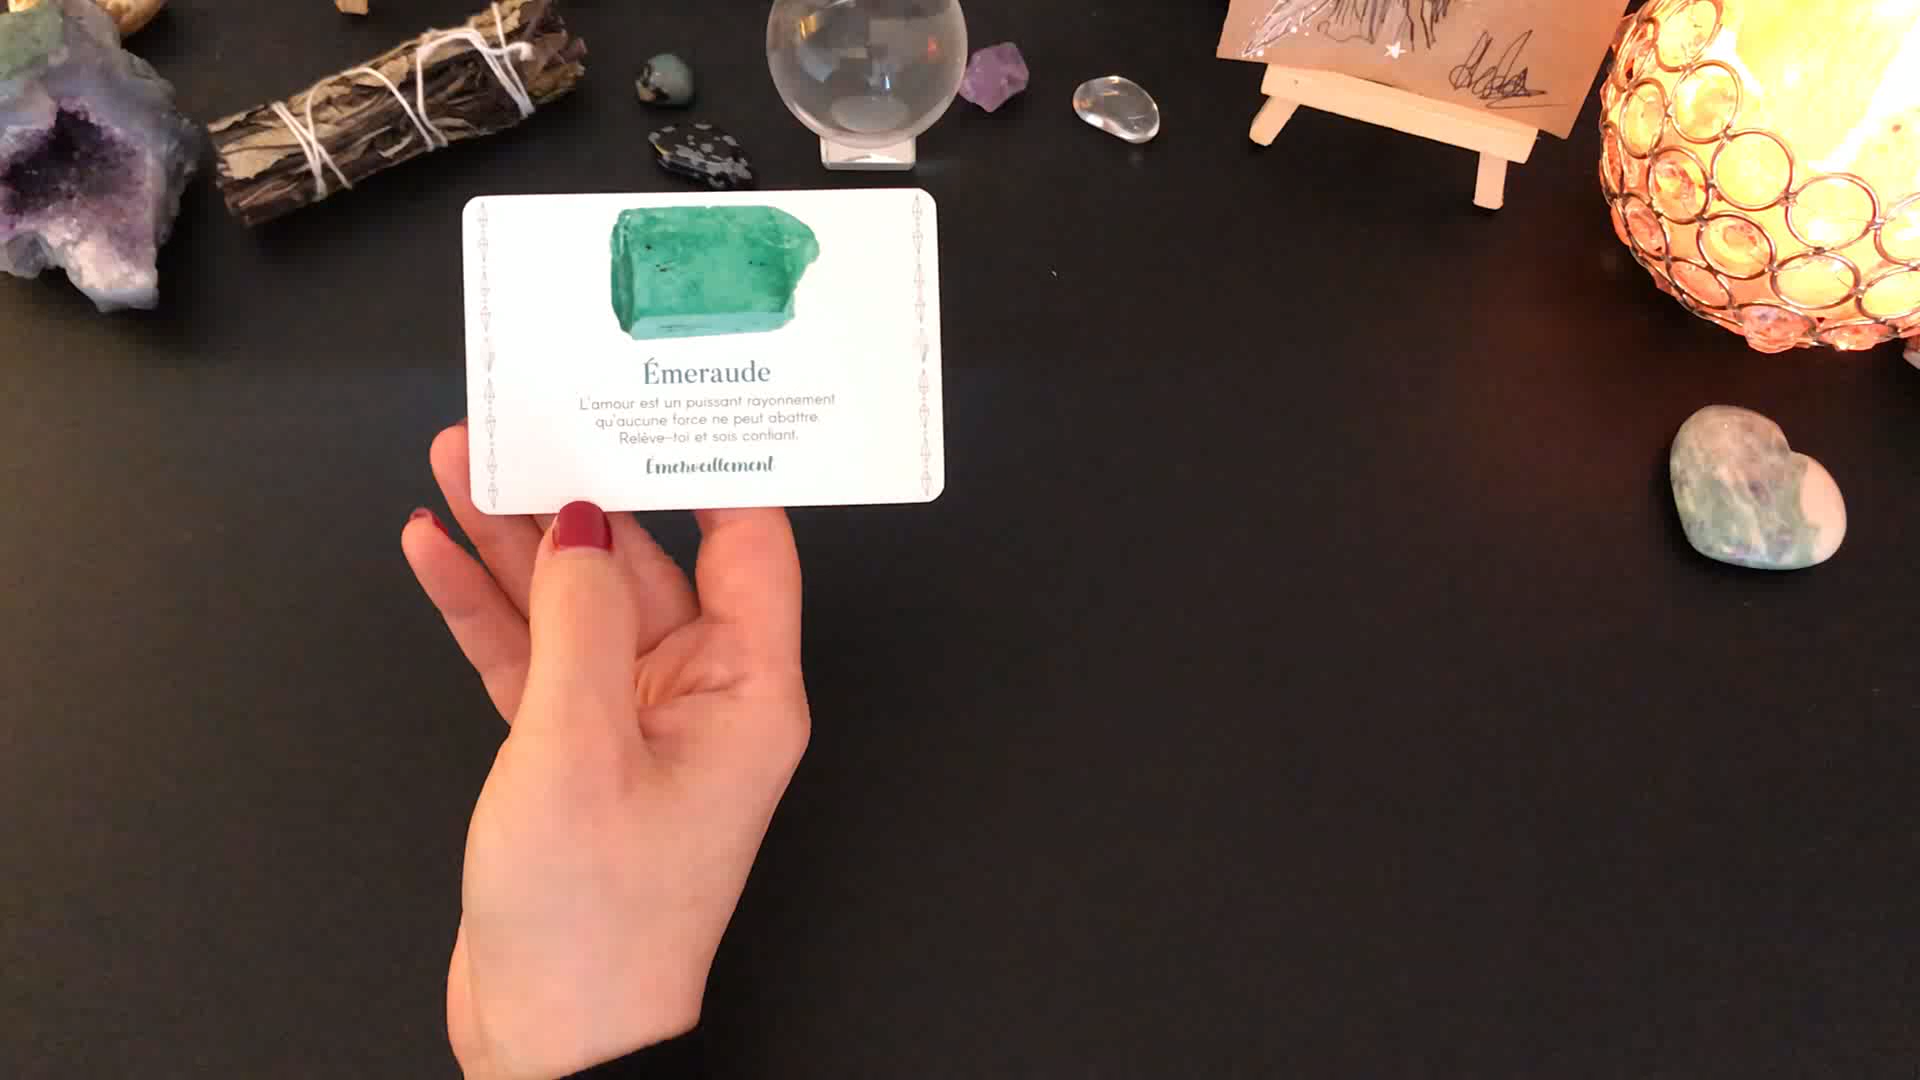 Émeraude
L'amour est un puissant rayonnement
qu'aucune force ne peut abattre.
Relève-toi et sois confiant.
Émerveillement